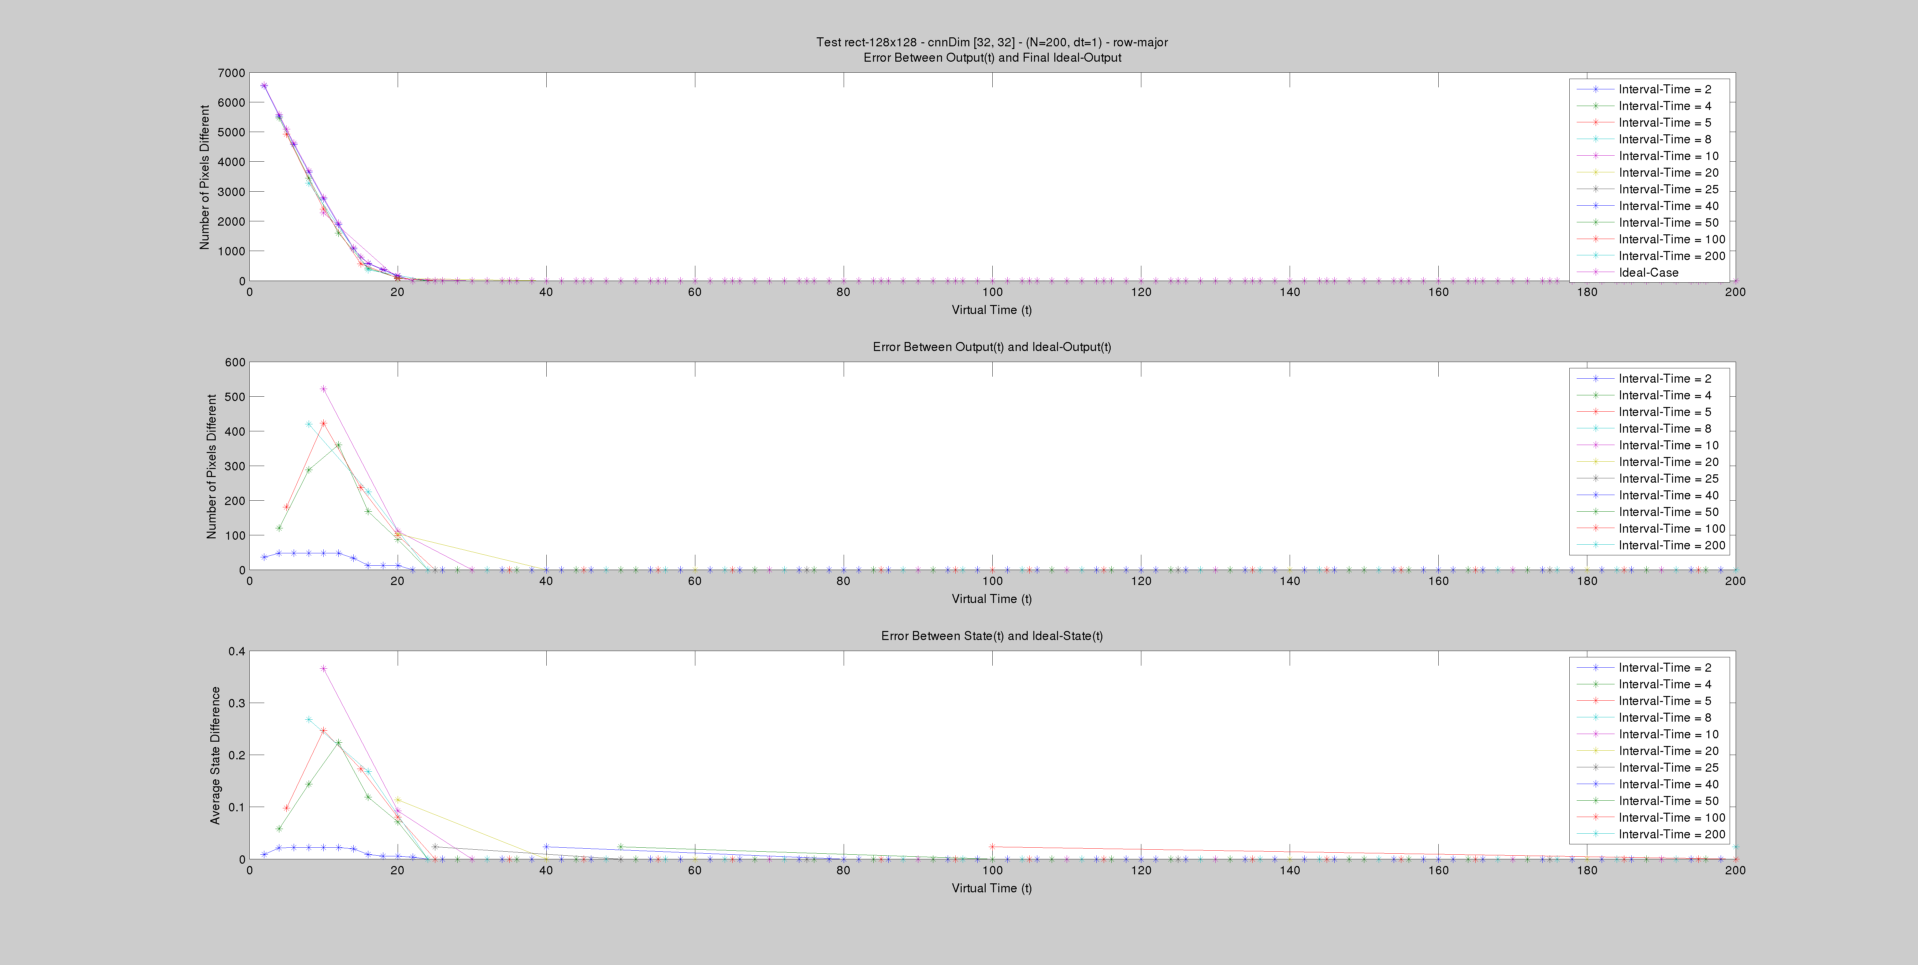 Test rect-128x128 - cnnDim [32, 32] - (N=200, dt=1) - row-major
Error Between Output(t) and Final Ideal-Output
Number of Pixels Different
7000
6000
5000
4000
3000
2000
1000
0
0 20 40 60 80 100 120 140 160 180 200
Virtual Time (t)
Interval-Time = 2
Interval-Time = 4
Interval-Time = 5
Interval-Time = 8
Interval-Time = 10
Interval-Time = 20
Interval-Time = 25
Interval-Time = 40
Interval-Time = 50
Interval-Time = 100
Interval-Time = 200
Ideal-Case
Error Between Output(t) and Ideal-Output(t)
Number of Pixels Different
600
500
400
300
200
100
0
0 20 40 60 80 100 120 140 160 180 200
Virtual Time (t)
Interval-Time = 2
Interval-Time = 4
Interval-Time = 5
Interval-Time = 8
Interval-Time = 10
Interval-Time = 20
Interval-Time = 25
Interval-Time = 40
Interval-Time = 50
Interval-Time = 100
Interval-Time = 200
Error Between State(t) and Ideal-State(t)
Average State Difference
0.4
0.3
0.2
0.1
0
0 20 40 60 80 100 120 140 160 180 200
Virtual Time (t)
Interval-Time = 2
Interval-Time = 4
Interval-Time = 5
Interval-Time = 8
Interval-Time = 10
Interval-Time = 20
Interval-Time = 25
Interval-Time = 40
Interval-Time = 50
Interval-Time = 100
Interval-Time = 200